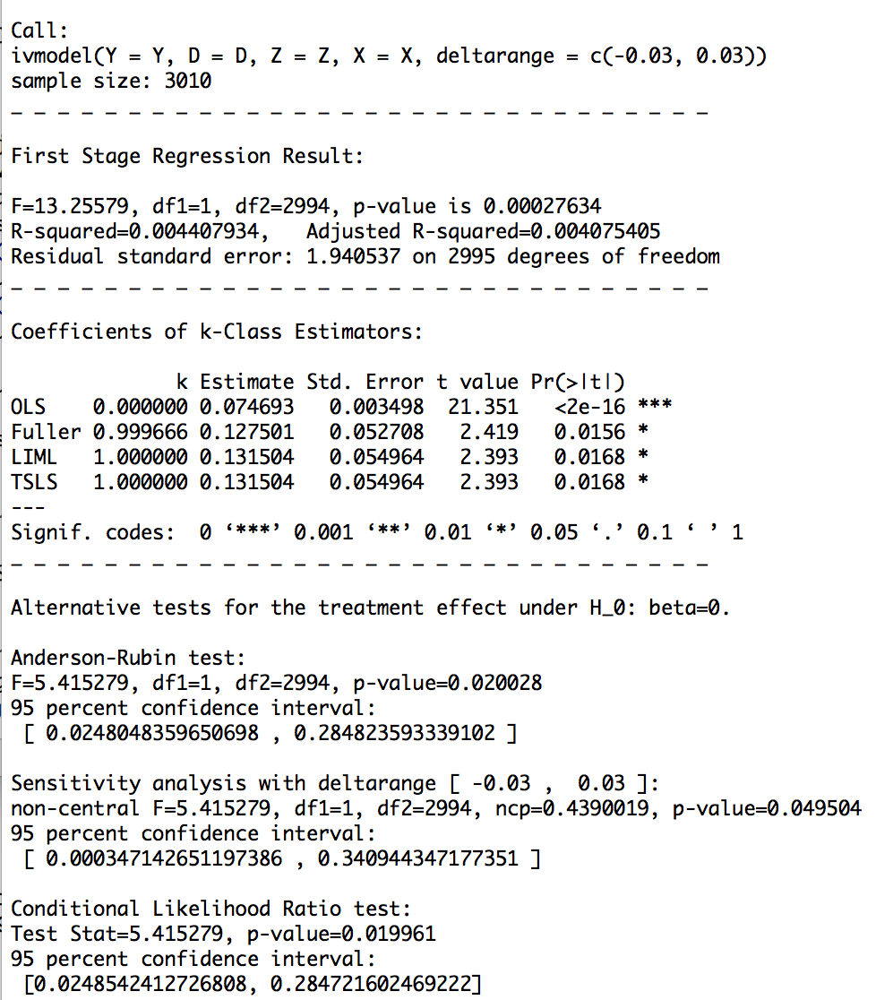 Call:
ivmodel(Y = Y, D = D, Z = Z, X = X, deltarange = c(-0.03, 0.03))
sample size: 3010
_ _ _ _ _ _ _ _ _ _ _ _ _ _ _ _ _ _ _ _ _ _ _ _ _ _ _ _ _ _
First Stage Regression Result:
F=13.25579, df1=1, df2=2994, p-value is 0.00027634
R-squared=0.004407934,   Adjusted R-squared=0.004075405
Residual standard error: 1.940537 on 2995 degrees of freedom
_ _ _ _ _ _ _ _ _ _ _ _ _ _ _ _ _ _ _ _ _ _ _ _ _ _ _ _ _ _
Coefficients of k-Class Estimators:
              k Estimate Std. Error t value Pr(>|t|)
OLS    0.000000 0.074693   0.003498  21.351   <2e-16 ***
Fuller 0.999666 0.127501   0.052708   2.419   0.0156 *
LIML   1.000000 0.131504   0.054964   2.393   0.0168 *
TSLS   1.000000 0.131504   0.054964   2.393   0.0168 *
---
Signif. codes:  0 ‘***’ 0.001 ‘**’ 0.01 ‘*’ 0.05 ‘.’ 0.1 ‘ ’ 1
_ _ _ _ _ _ _ _ _ _ _ _ _ _ _ _ _ _ _ _ _ _ _ _ _ _ _ _ _ _
Alternative tests for the treatment effect under H_0: beta=0.
Anderson-Rubin test:
F=5.415279, df1=1, df2=2994, p-value=0.020028
95 percent confidence interval:
 [ 0.0248048359650698 , 0.284823593339102 ]
Sensitivity analysis with deltarange [ -0.03 ,  0.03 ]:
non-central F=5.415279, df1=1, df2=2994, ncp=0.4390019, p-value=0.049504
95 percent confidence interval:
 [ 0.000347142651197386 , 0.340944347177351 ]
Conditional Likelihood Ratio test:
Test Stat=5.415279, p-value=0.019961
95 percent confidence interval:
 [0.0248542412726808, 0.284721602469222]